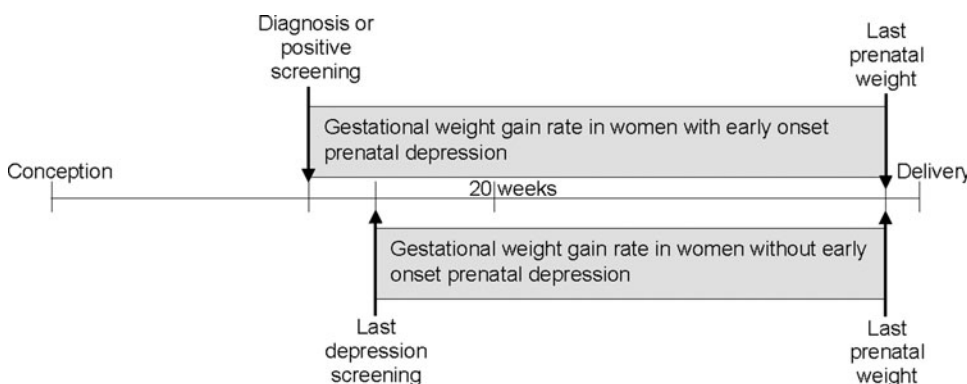 Diagnosis or
positive
screening
Last
prenatal
weight
Gestational weight gain rate in women with early onset
prenatal depression
Conception
20 weeks
Delivery
Gestational weight gain rate in women without early
onset prenatal depression
Last
depression
screening
Last
prenatal
weight